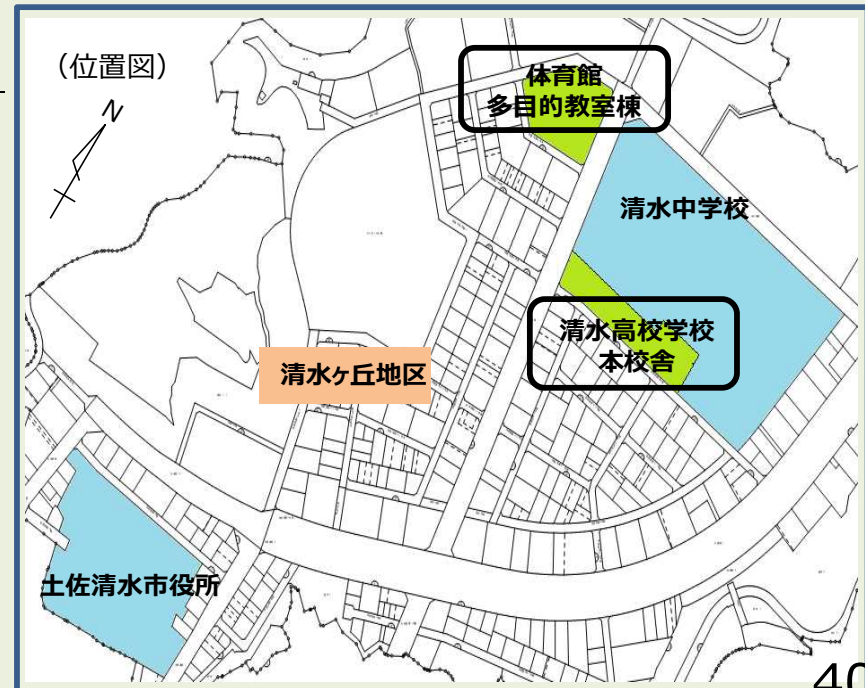 （位置図）
N
体育館
多目的教室棟
清水中学校
清水高校学校
本校舎
清水ヶ丘地区
土佐清水市役所
40